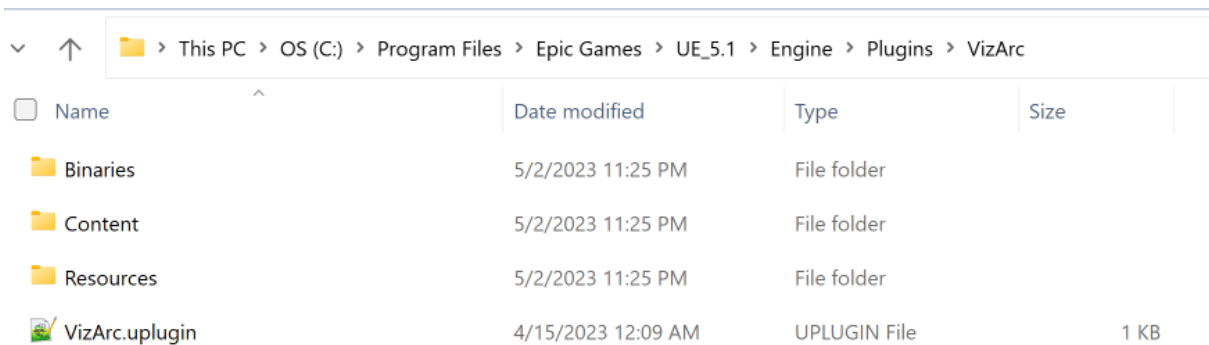 This PC > OS (C:) > Program Files > Epic Games > UE_5.1 > Engine > Plugins > VizArc
Name Date modified Type Size
Binaries 5/2/2023 11:25 PM File folder
Content 5/2/2023 11:25 PM File folder
Resources 5/2/2023 11:25 PM File folder
VizArc.uplugin 4/15/2023 12:09 AM UPLUGIN File 1 KB